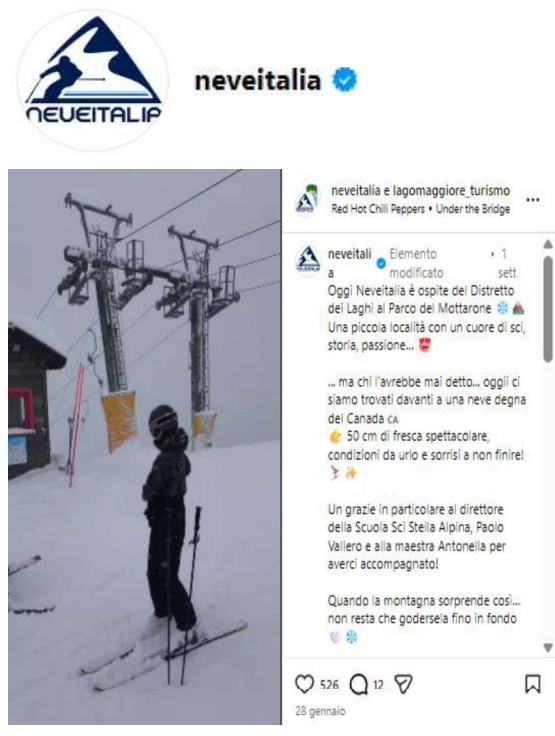 NEVEITALIA
neveitalia
neveitalia e lagomaggiore_turismo
Red Hot Chili Peppers • Under the Bridge
neveitali
a
Elemento
modificato
• 1
sett
Oggi Neveitalia è ospite del Distretto
dei Laghi al Parco del Mottarone ❄️ 🏔️
Una piccola località con un cuore di sci,
storia, passione... 😍
... ma chi l'avrebbe mai detto... oggii ci
siamo trovati davanti a una neve degna
del Canada CA
👉 50 cm di fresca spettacolare,
condizioni da urlo e sorrisi a non finire!
⛷️ ✨
Un grazie in particolare al direttore
della Scuola Sci Stella Alpina, Paolo
Vallero e alla maestra Antonella per
averci accompagnato!
Quando la montagna sorprende così...
non resta che godersela fino in fondo
🤍 ❄️
526 12
28 gennaio